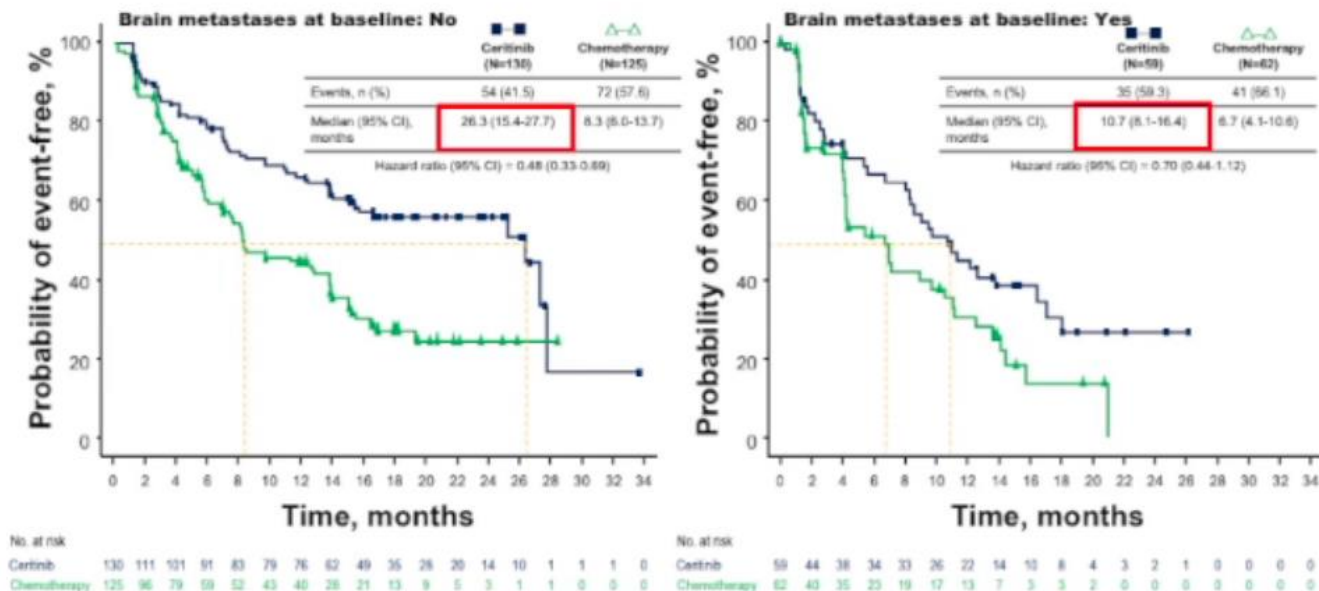 Brain metastases at baseline: No
Ceritinib (N=130)
Chemotherapy (N=125)
Events, n (%) 54 (41.5) 72 (57.6)
Median (95% CI), months 26.3 (15.4-27.7) 8.3 (6.0-13.7)
Hazard ratio (95% CI) = 0.48 (0.33-0.69)
Probability of event-free, %
100
80
60
40
20
0
0 2 4 6 8 10 12 14 16 18 20 22 24 26 28 30 32 34
Time, months
No. at risk
Ceritinib 130 111 101 91 83 79 76 62 49 35 26 20 14 10 1 1 1 0
Chemotherapy 125 96 79 59 52 43 40 28 21 13 9 5 3 1 1 0 0 0
Brain metastases at baseline: Yes
Ceritinib (N=59)
Chemotherapy (N=62)
Events, n (%) 35 (59.3) 41 (66.1)
Median (95% CI), months 10.7 (8.1-16.4) 6.7 (4.1-10.6)
Hazard ratio (95% CI) = 0.70 (0.44-1.12)
Probability of event-free, %
100
80
60
40
20
0
0 2 4 6 8 10 12 14 16 18 20 22 24 26 28 30 32 34
Time, months
No. at risk
Ceritinib 59 44 38 34 33 26 22 14 10 8 4 3 2 1 0 0 0 0
Chemotherapy 62 40 35 23 19 17 13 7 3 3 2 0 0 0 0 0 0 0